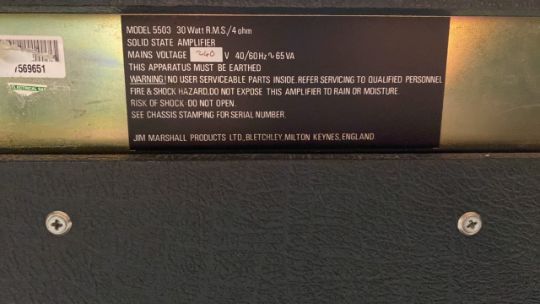 MODEL 5503 30 Watt R.M.S./4 ohm
SOLID STATE AMPLIFIER
MAINS VOLTAGE 240 V 40/60Hz∿65VA
THIS APPARATUS MUST BE EARTHED
WARNING! NO USER SERVICEABLE PARTS INSIDE. REFER SERVICING TO QUALIFIED PERSONNEL
FIRE & SHOCK HAZARD.DO NOT EXPOSE THIS AMPLIFIER TO RAIN OR MOISTURE.
RISK OF SHOCK·DO NOT OPEN.
SEE CHASSIS STAMPING FOR SERIAL NUMBER.
JIM MARSHALL PRODUCTS LTD.,BLETCHLEY,MILTON KEYNES,ENGLAND.
7569651
ELECTRICAL